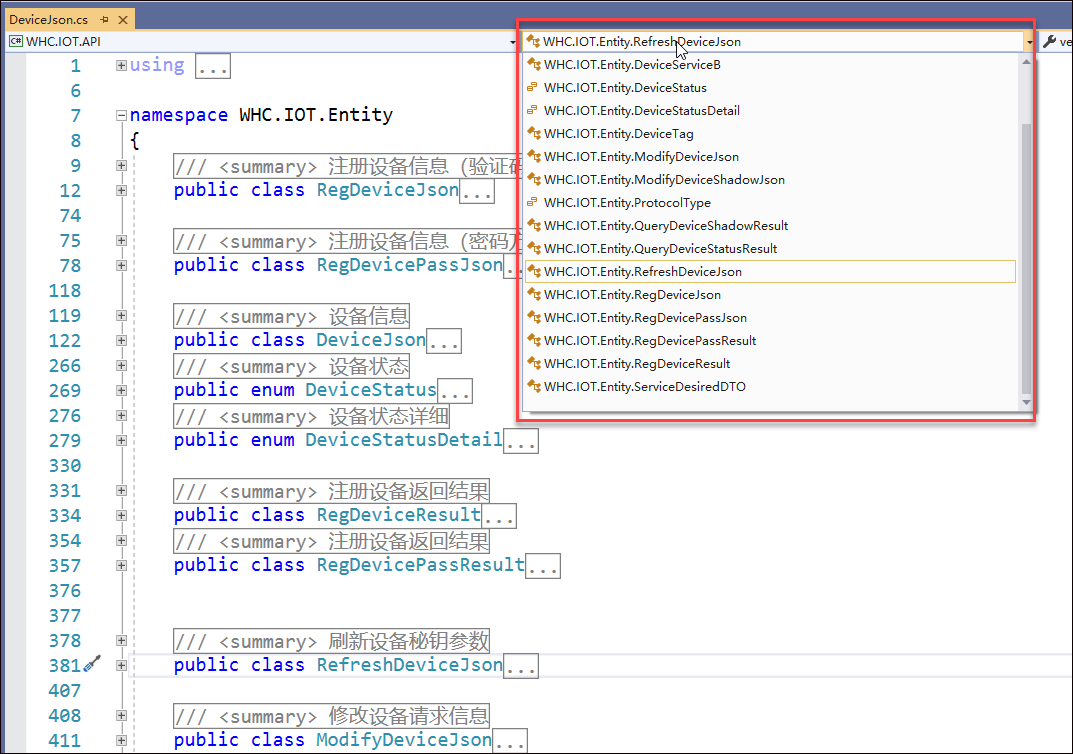 DeviceJson.cs
C# WHC.IOT.API
WHC.IOT.Entity.RefreshDeviceJson
ve
WHC.IOT.Entity.DeviceServiceB
WHC.IOT.Entity.DeviceStatus
WHC.IOT.Entity.DeviceStatusDetail
WHC.IOT.Entity.DeviceTag
WHC.IOT.Entity.ModifyDeviceJson
WHC.IOT.Entity.ModifyDeviceShadowJson
WHC.IOT.Entity.ProtocolType
WHC.IOT.Entity.QueryDeviceShadowResult
WHC.IOT.Entity.QueryDeviceStatusResult
WHC.IOT.Entity.RefreshDeviceJson
WHC.IOT.Entity.RegDeviceJson
WHC.IOT.Entity.RegDevicePassJson
WHC.IOT.Entity.RegDevicePassResult
WHC.IOT.Entity.RegDeviceResult
WHC.IOT.Entity.ServiceDesiredDTO
1 using ...
6
7 namespace WHC.IOT.Entity
8 {
9 /// <summary> 注册设备信息 (验证码
12 public class RegDeviceJson...
74
75 /// <summary> 注册设备信息 (密码
78 public class RegDevicePassJson..
118
119 /// <summary> 设备信息
122 public class DeviceJson...
266 /// <summary> 设备状态
269 public enum DeviceStatus...
276 /// <summary> 设备状态详细
279 public enum DeviceStatusDetail...
330
331 /// <summary> 注册设备返回结果
334 public class RegDeviceResult...
354 /// <summary> 注册设备返回结果
357 public class RegDevicePassResult...
376
377
378 /// <summary> 刷新设备秘钥参数
381 public class RefreshDeviceJson...
407
408 /// <summary> 修改设备请求信息
411 public class ModifyDeviceJson...